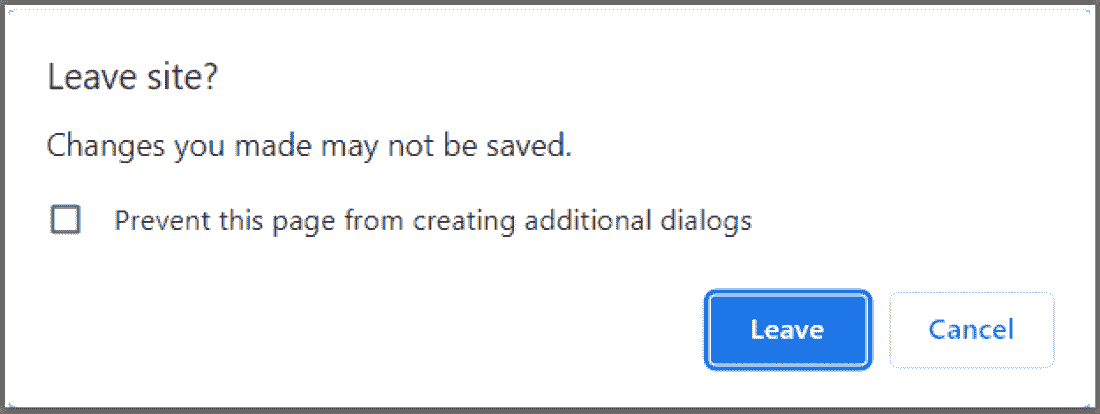 Leave site?
Changes you made may not be saved.
Prevent this page from creating additional dialogs
Leave
Cancel